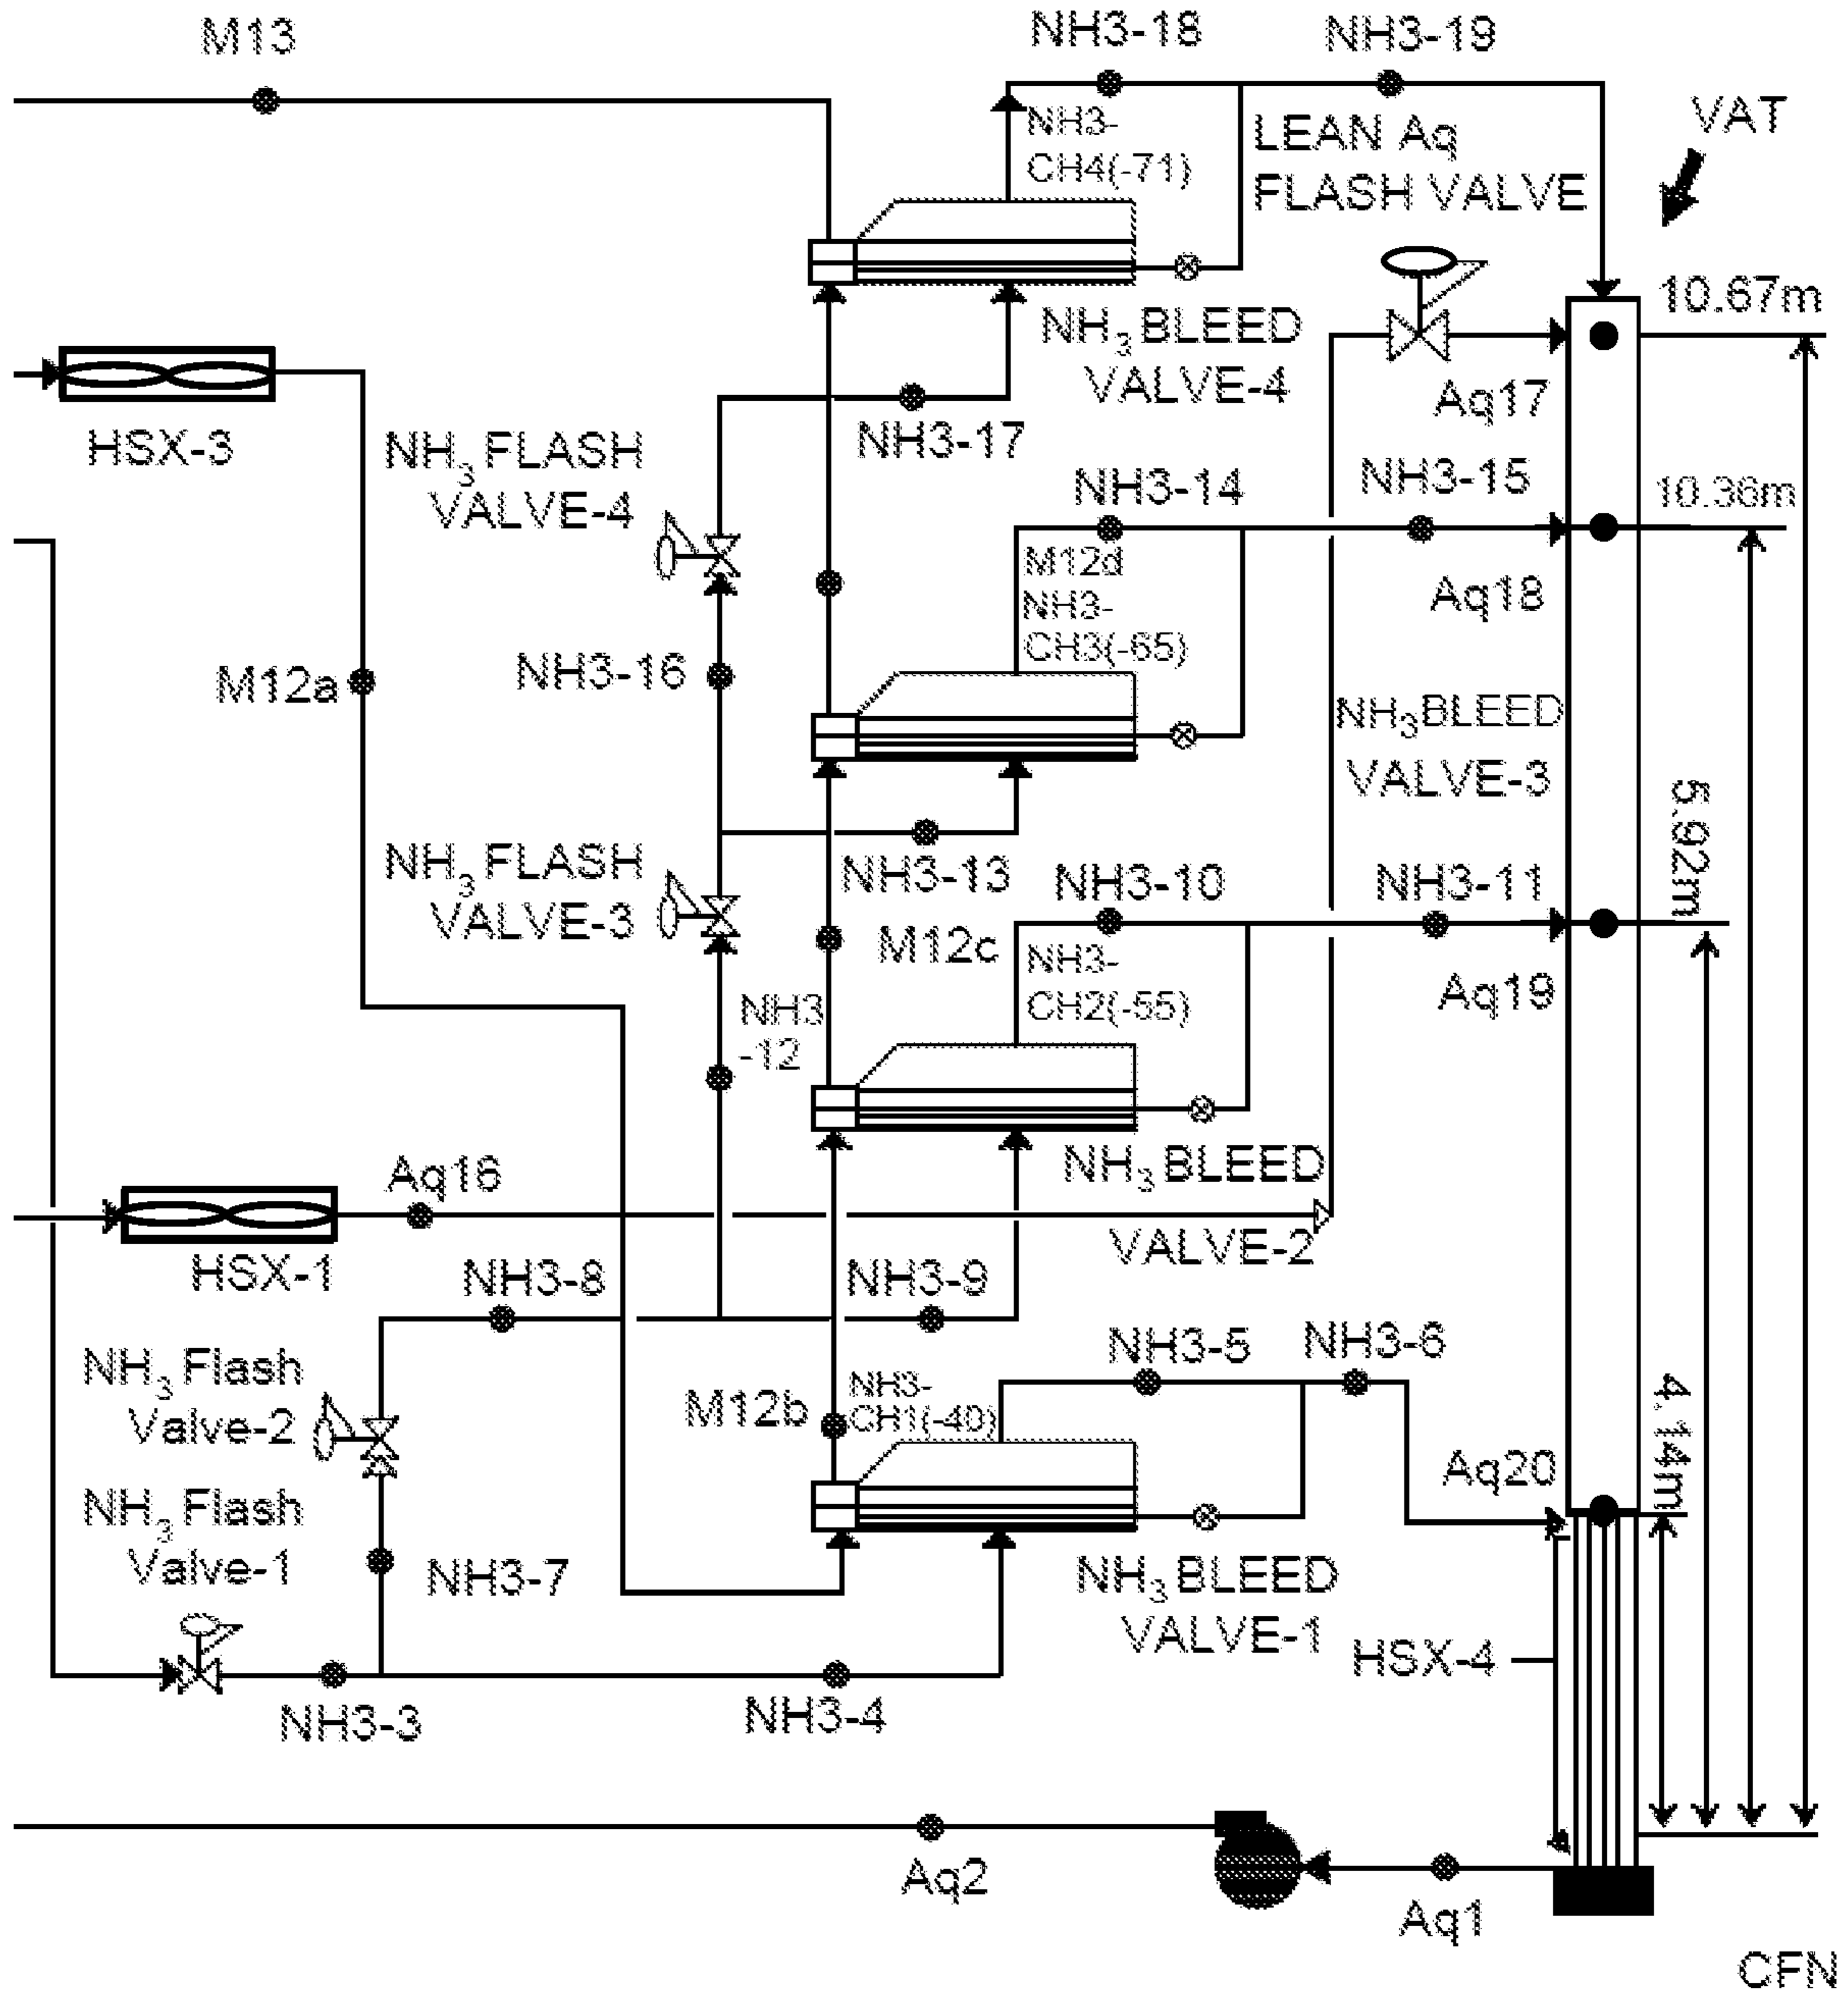 M13
NH3-18
NH3-19
VAT
NH3-
CH4(-71)
LEAN Aq
FLASH VALVE
10.67m
NH3 BLEED
VALVE-4
Aq17
HSX-3
NH3 FLASH
VALVE-4
NH3-17
NH3-14
NH3-15
10.36m
M12d
NH3-
CH3(-65)
Aq18
M12a
NH3-16
NH3 BLEED
VALVE-3
5.92m
NH3 FLASH
VALVE-3
NH3-13
NH3-10
NH3-11
M12c
NH3-
CH2(-55)
Aq19
NH3
-12
Aq16
NH3 BLEED
VALVE-2
HSX-1
NH3-8
NH3-9
NH3-5
NH3-6
NH3 Flash
Valve-2
M12b
NH3-
CH1(-40)
4.14m
Aq20
NH3 Flash
Valve-1
NH3-7
NH3 BLEED
VALVE-1
HSX-4
NH3-3
NH3-4
Aq2
Aq1
CFN